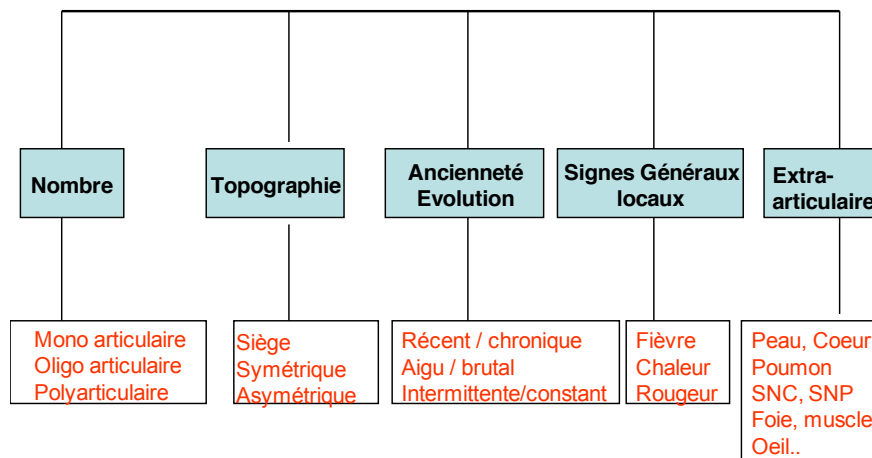 Nombre
Topographie
Ancienneté
Evolution
Signes Généraux
locaux
Extra-
articulaire
Mono articulaire
Oligo articulaire
Polyarticulaire
Siège
Symétrique
Asymétrique
Récent / chronique
Aigu / brutal
Intermittente/constant
Fièvre
Chaleur
Rougeur
Peau, Coeur
Poumon
SNC, SNP
Foie, muscle
Oeil..